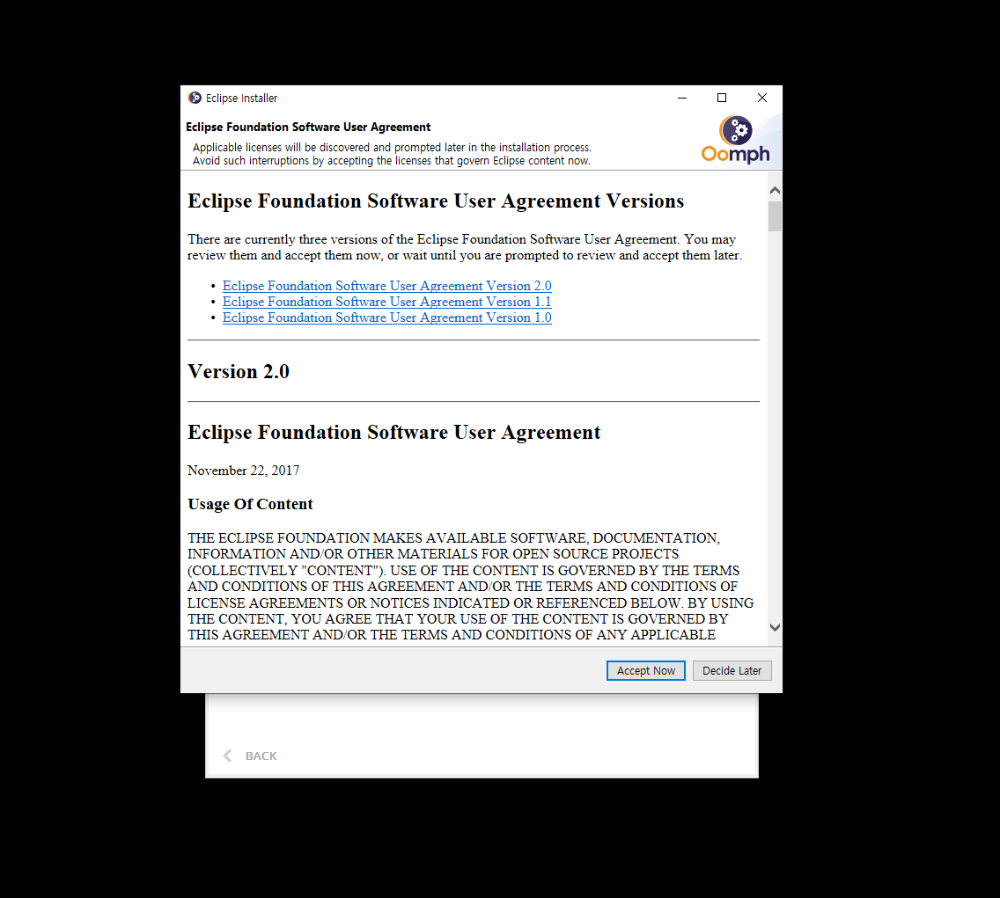 Eclipse Installer
Eclipse Foundation Software User Agreement
Applicable licenses will be discovered and prompted later in the installation process.
Avoid such interruptions by accepting the licenses that govern Eclipse content now.
Oomph
Eclipse Foundation Software User Agreement Versions
There are currently three versions of the Eclipse Foundation Software User Agreement. You may
review them and accept them now, or wait until you are prompted to review and accept them later.
• Eclipse Foundation Software User Agreement Version 2.0
• Eclipse Foundation Software User Agreement Version 1.1
• Eclipse Foundation Software User Agreement Version 1.0
Version 2.0
Eclipse Foundation Software User Agreement
November 22, 2017
Usage Of Content
THE ECLIPSE FOUNDATION MAKES AVAILABLE SOFTWARE, DOCUMENTATION,
INFORMATION AND/OR OTHER MATERIALS FOR OPEN SOURCE PROJECTS
(COLLECTIVELY "CONTENT"). USE OF THE CONTENT IS GOVERNED BY THE TERMS
AND CONDITIONS OF THIS AGREEMENT AND/OR THE TERMS AND CONDITIONS OF
LICENSE AGREEMENTS OR NOTICES INDICATED OR REFERENCED BELOW. BY USING
THE CONTENT, YOU AGREE THAT YOUR USE OF THE CONTENT IS GOVERNED BY
THIS AGREEMENT AND/OR THE TERMS AND CONDITIONS OF ANY APPLICABLE
Accept Now
Decide Later
BACK